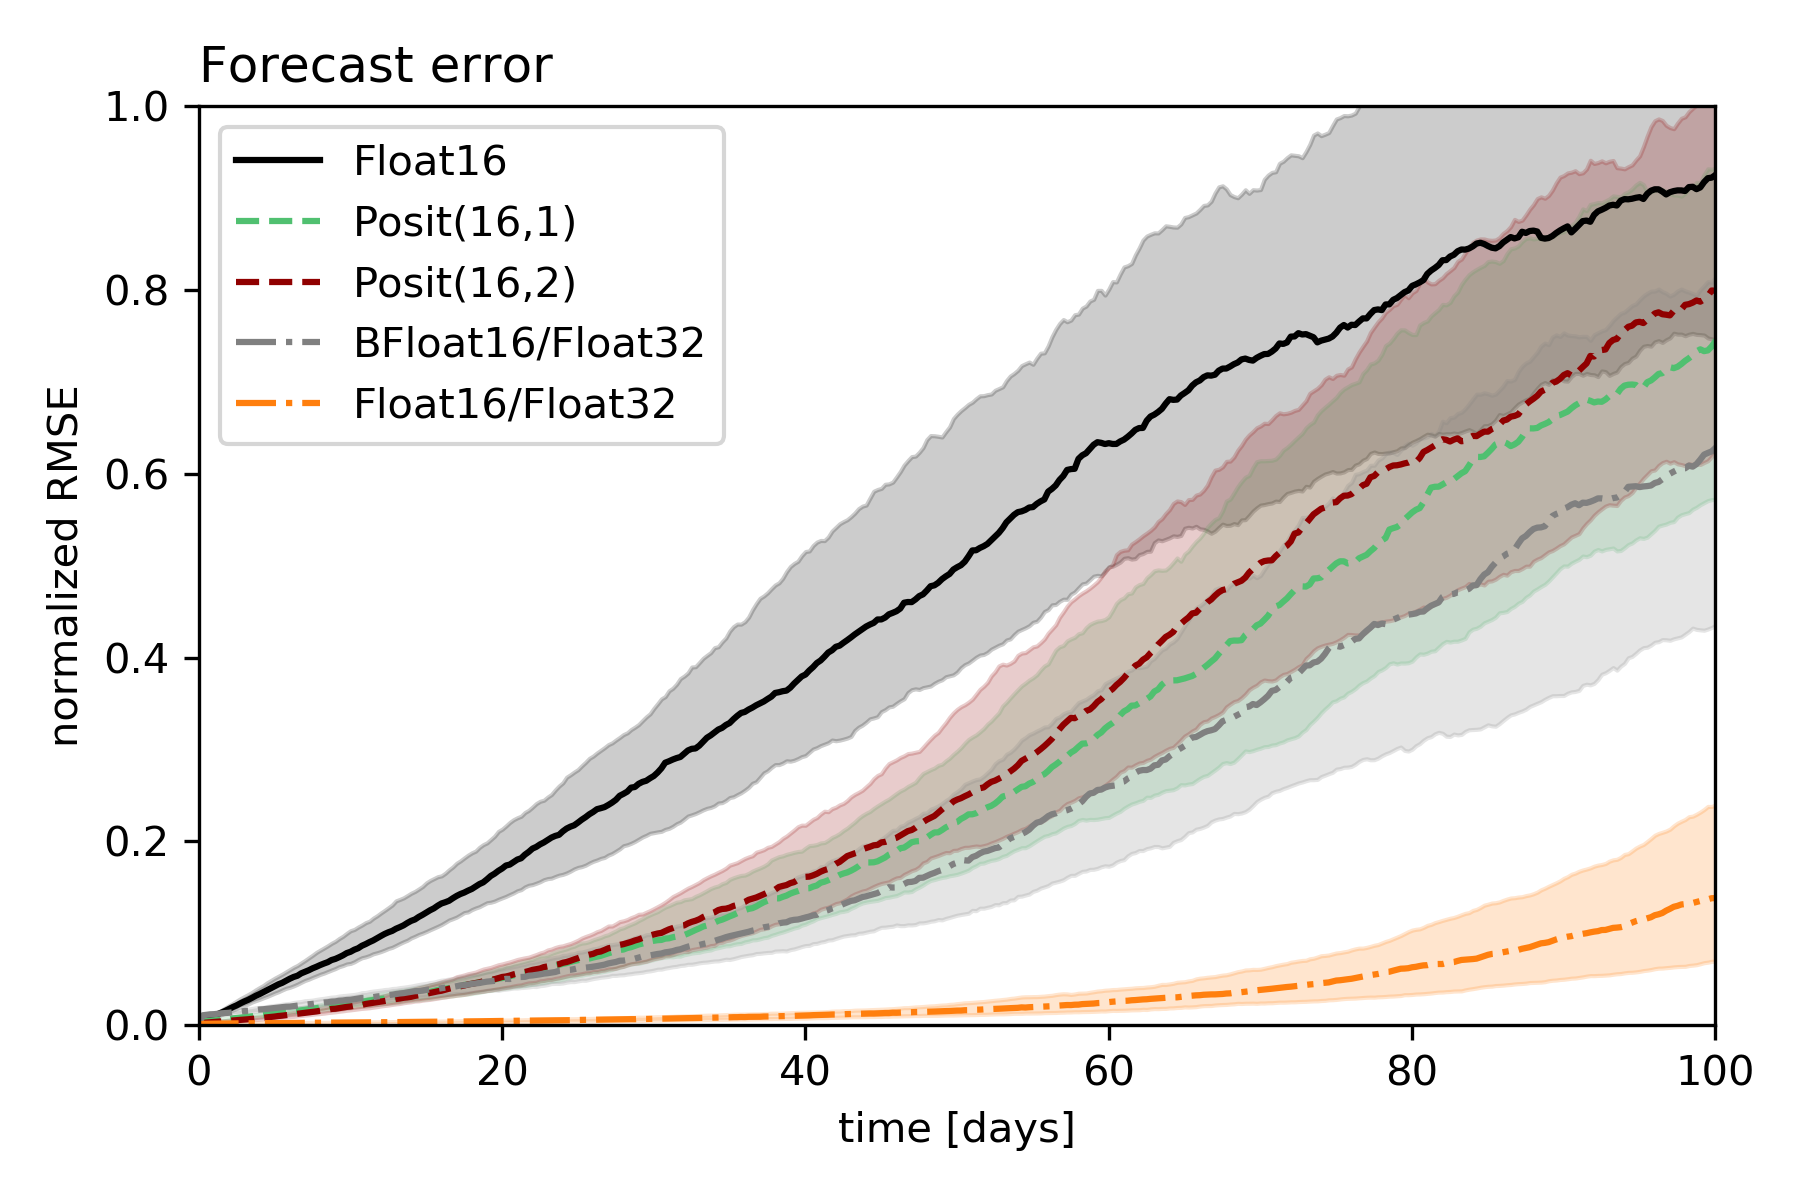 Forecast error
1.0
0.8
0.6
0.4
0.2
0.0
normalized RMSE
Float16
Posit(16,1)
Posit(16,2)
BFloat16/Float32
Float16/Float32
0 20 40 60 80 100
time [days]